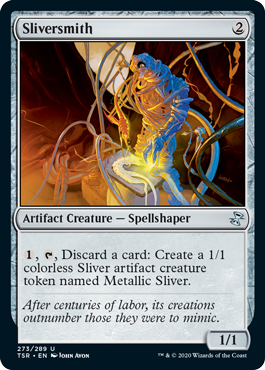 Sliversmith 2
Artifact Creature — Spellshaper
1, , Discard a card: Create a 1/1
colorless Sliver artifact creature
token named Metallic Sliver.
After centuries of labor, its creations
outnumber those they were to mimic.
1/1
273/289 U
TSR • EN JOHN AVON
™ & © 2020 Wizards of the Coast